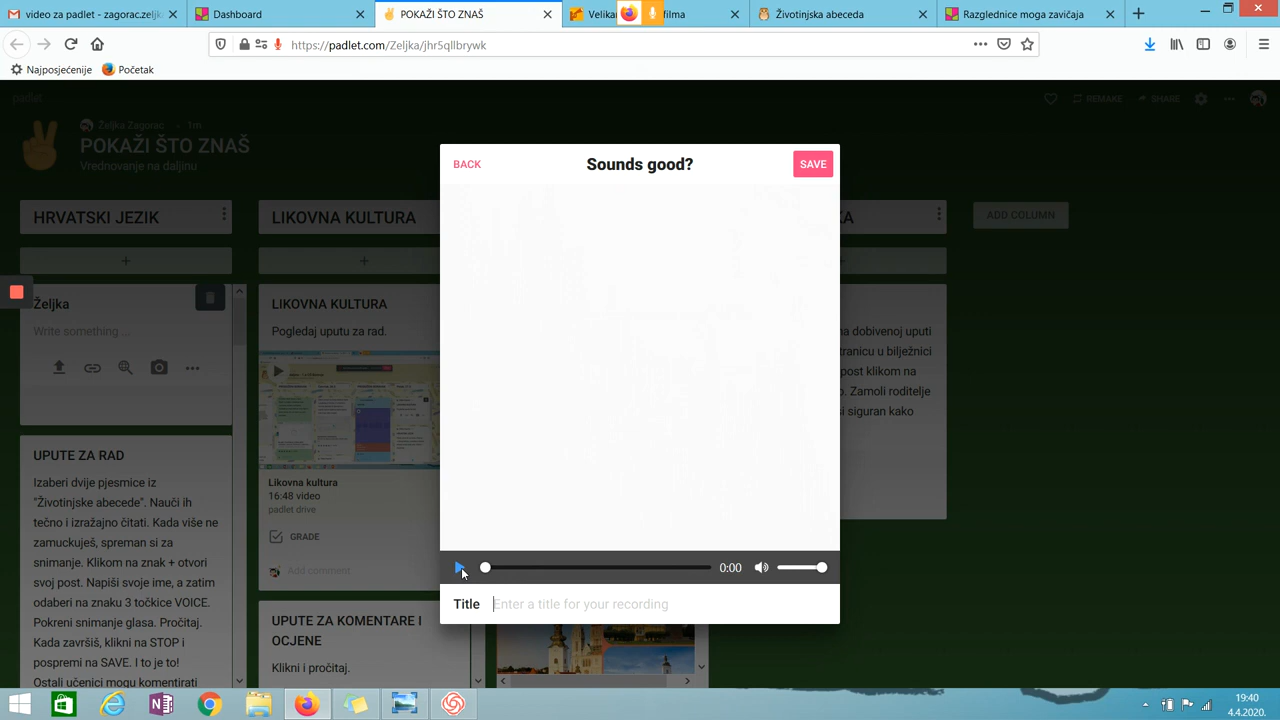 video za padlet - zagorac.zeljk
Dashboard
POKAŽI ŠTO ZNAŠ
Velikan
filma
Životinjska abeceda
Razglednice moga zavičaja
https://padlet.com/Zeljka/jhr5qllbrywk
Najposjećenije
Početak
padlet
REMAKE
SHARE
Željka Zagorac
1m
POKAŽI ŠTO ZNAŠ
Vrednovanje na daljinu
Sounds good?
BACK
SAVE
HRVATSKI JEZIK
LIKOVNA KULTURA
KA
ADD COLUMN
Željka
Write something ...
LIKOVNA KULTURA
Pogledaj uputu za rad.
na dobivenoj uputi
tranicu u bilježnici
post klikom na
o. Zamoli roditelje
si siguran kako
UPUTE ZA RAD
Izaberi dvije pjesmice iz
"Životinjske abecede". Nauči ih
tečno i izražajno čitati. Kada više ne
zamuckuješ, spreman si za
snimanje. Klikom na znak + otvori
svoj post. Napiši svoje ime, a zatim
odaberi na znaku 3 točkice VOICE.
Pokreni snimanje glasa. Pročitaj.
Kada završiš, klikni na STOP i
pospremi na SAVE. I to je to!
Ostali učenici mogu komentirati
Likovna kultura
16:48 video
padlet drive
GRADE
Add comment
UPUTE ZA KOMENTARE I
OCJENE
Klikni i pročitaj.
0:00
Title
Enter a title for your recording
19:40
4.4.2020.